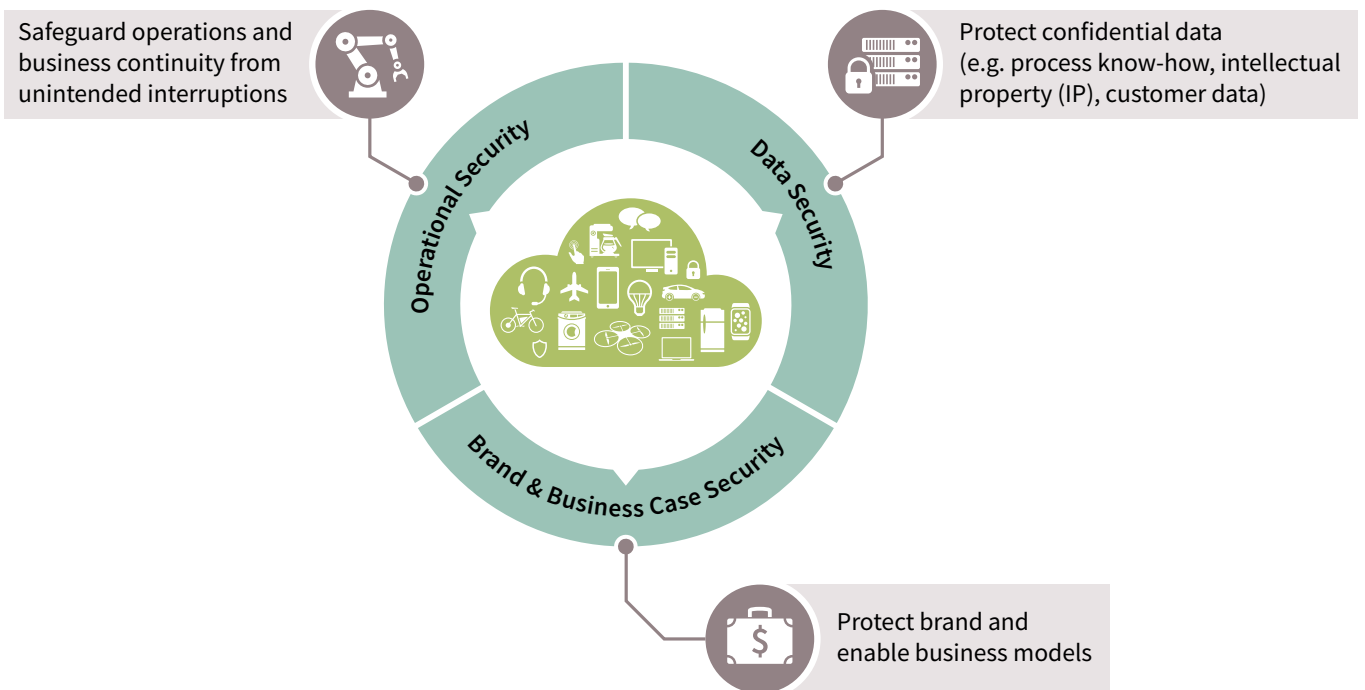 Safeguard operations and
business continuity from
unintended interruptions
Protect confidential data
(e.g. process know-how, intellectual
property (IP), customer data)
Operational Security
Data Security
Brand & Business Case Security
$
Protect brand and
enable business models